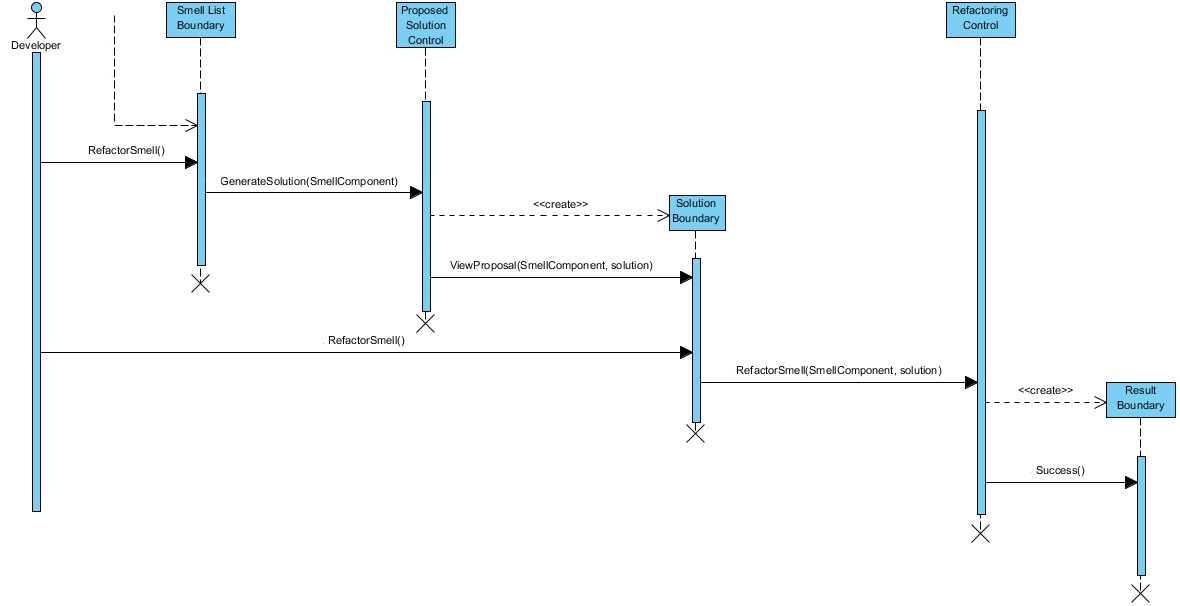 Smell List
Boundary
Proposed
Solution
Control
Refactoring
Control
Developer
RefactorSmell()
GenerateSolution(SmellComponent)
<<create>>
Solution
Boundary
ViewProposal(SmellComponent, solution)
. RefactorSmell()
RefactorSmell(SmellComponent, solution)
<<create>>
Result
Boundary
. Success()